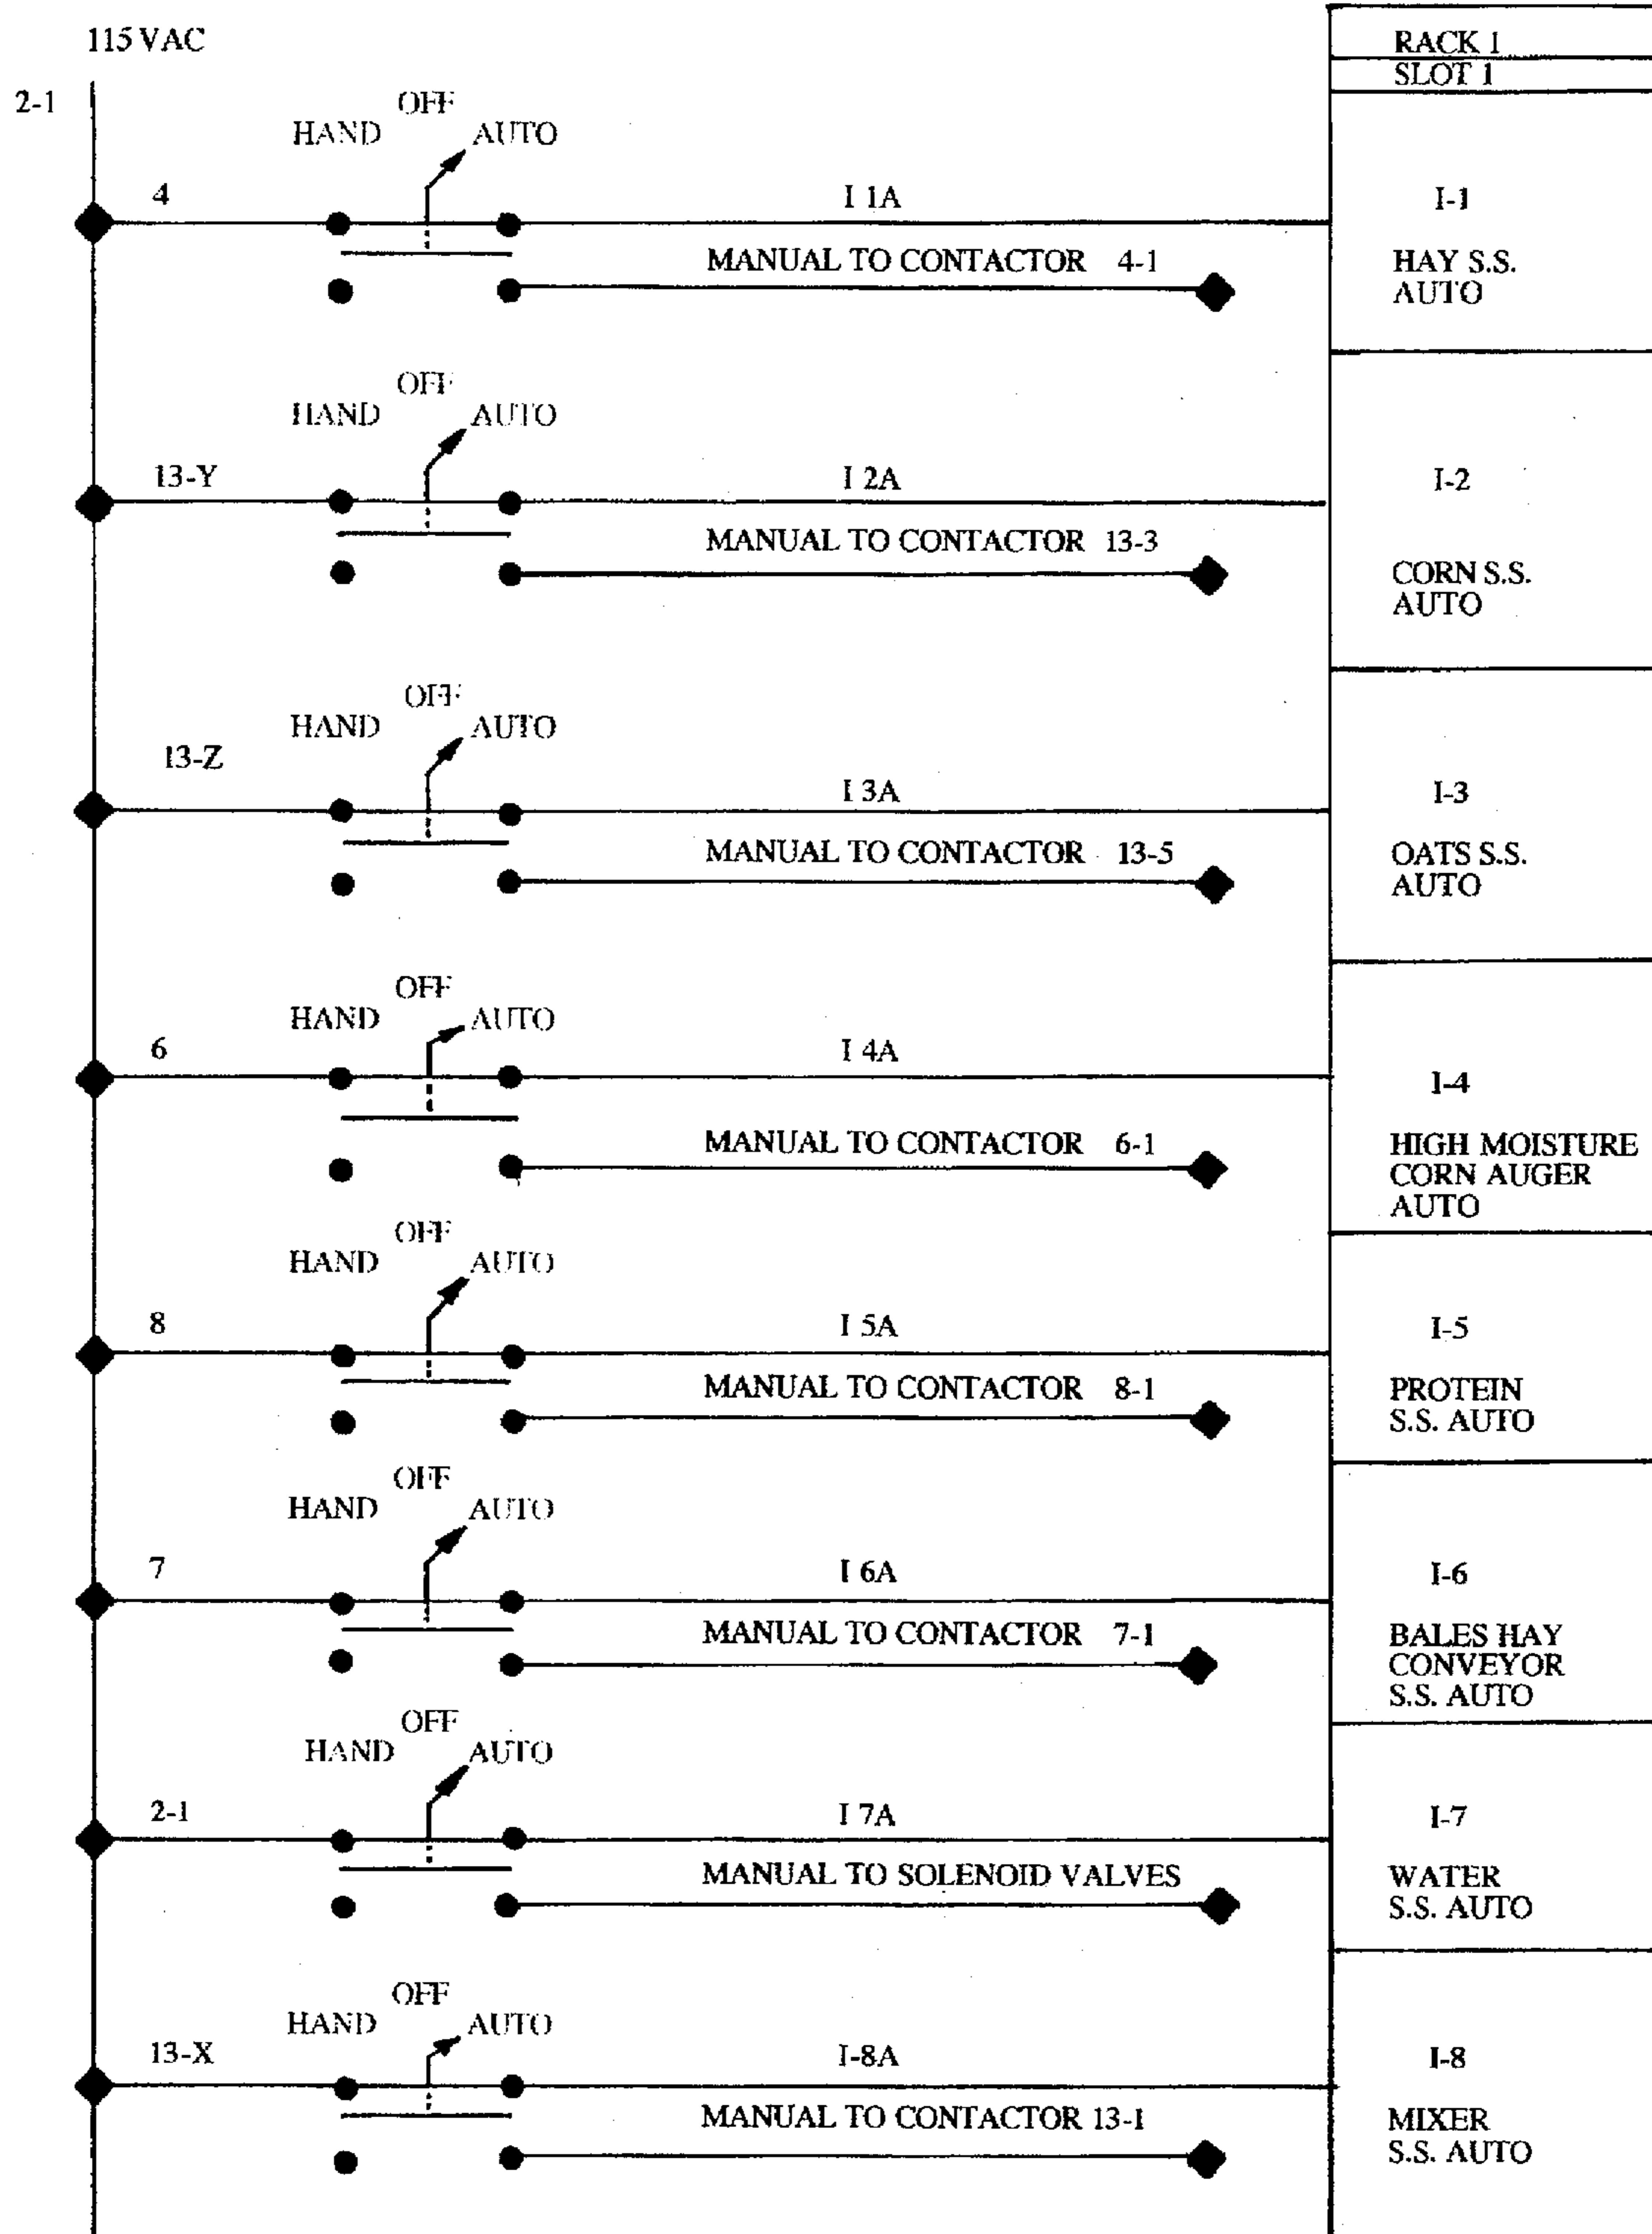 115 VAC
RACK 1
SLOT 1
2-1
OFF
HAND AUTO
4
I 1A
I-1
MANUAL TO CONTACTOR 4-1
HAY S.S.
AUTO
OFF
HAND AUTO
13-Y
I 2A
I-2
MANUAL TO CONTACTOR 13-3
CORN S.S.
AUTO
OFF
HAND AUTO
13-Z
I 3A
I-3
MANUAL TO CONTACTOR 13-5
OATS S.S.
AUTO
OFF
HAND AUTO
6
I 4A
I-4
MANUAL TO CONTACTOR 6-1
HIGH MOISTURE
CORN AUGER
AUTO
OFF
HAND AUTO
8
I 5A
I-5
MANUAL TO CONTACTOR 8-1
PROTEIN
S.S. AUTO
OFF
HAND AUTO
7
I 6A
I-6
MANUAL TO CONTACTOR 7-1
BALES HAY
CONVEYOR
S.S. AUTO
OFF
HAND AUTO
2-1
I 7A
I-7
MANUAL TO SOLENOID VALVES
WATER
S.S. AUTO
OFF
HAND AUTO
13-X
I-8A
I-8
MANUAL TO CONTACTOR 13-1
MIXER
S.S. AUTO